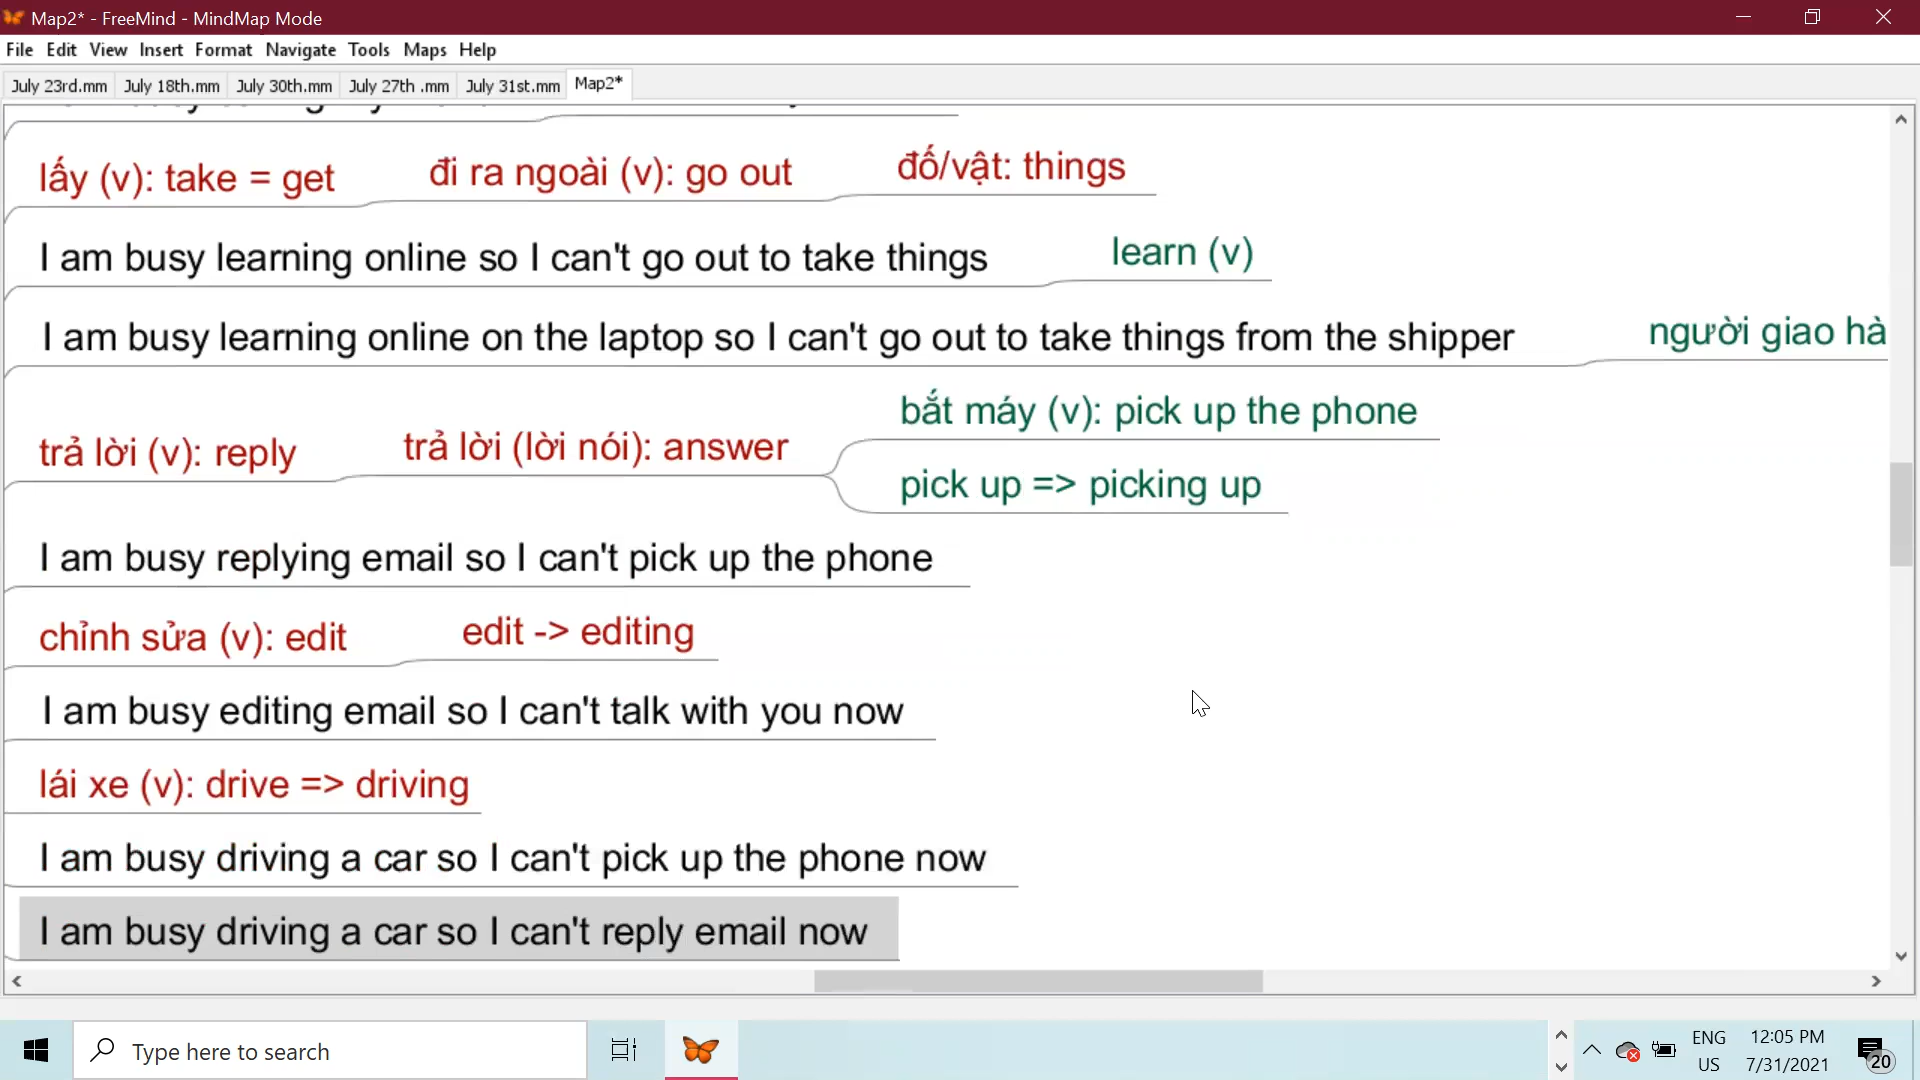 Map2* - FreeMind - MindMap Mode
File Edit View Insert Format Navigate Tools Maps Help
July 23rd.mm July 18th.mm July 30th.mm July 27th .mm July 31st.mm Map2*
lấy (v): take = get đi ra ngoài (v): go out đố/vật: things
I am busy learning online so I can't go out to take things learn (v)
I am busy learning online on the laptop so I can't go out to take things from the shipper người giao hà
bắt máy (v): pick up the phone
trả lời (v): reply trả lời (lời nói): answer
pick up => picking up
I am busy replying email so I can't pick up the phone
chỉnh sửa (v): edit edit -> editing
I am busy editing email so I can't talk with you now
lái xe (v): drive => driving
I am busy driving a car so I can't pick up the phone now
I am busy driving a car so I can't reply email now
Type here to search
ENG 12:05 PM
US 7/31/2021 20